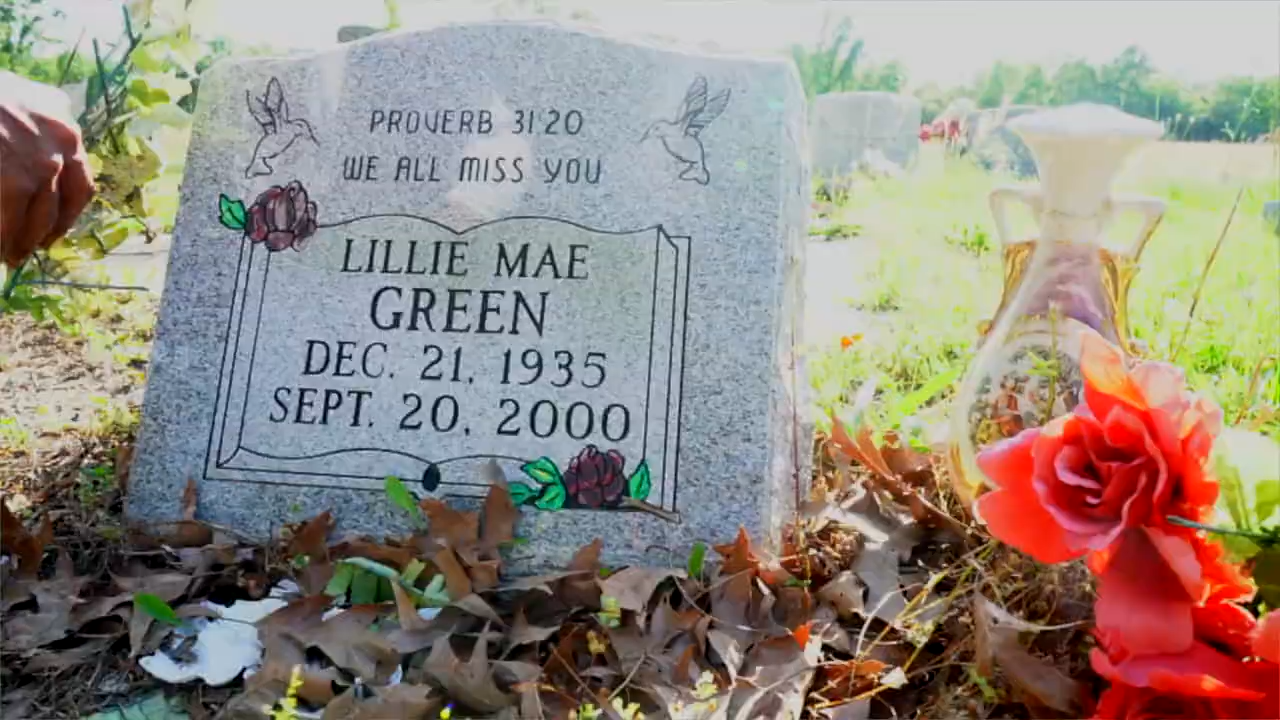 PROVERB 31 20
WE ALL MISS YOU
LILLIE MAE
GREEN
DEC. 21, 1935
SEPT. 20, 2000